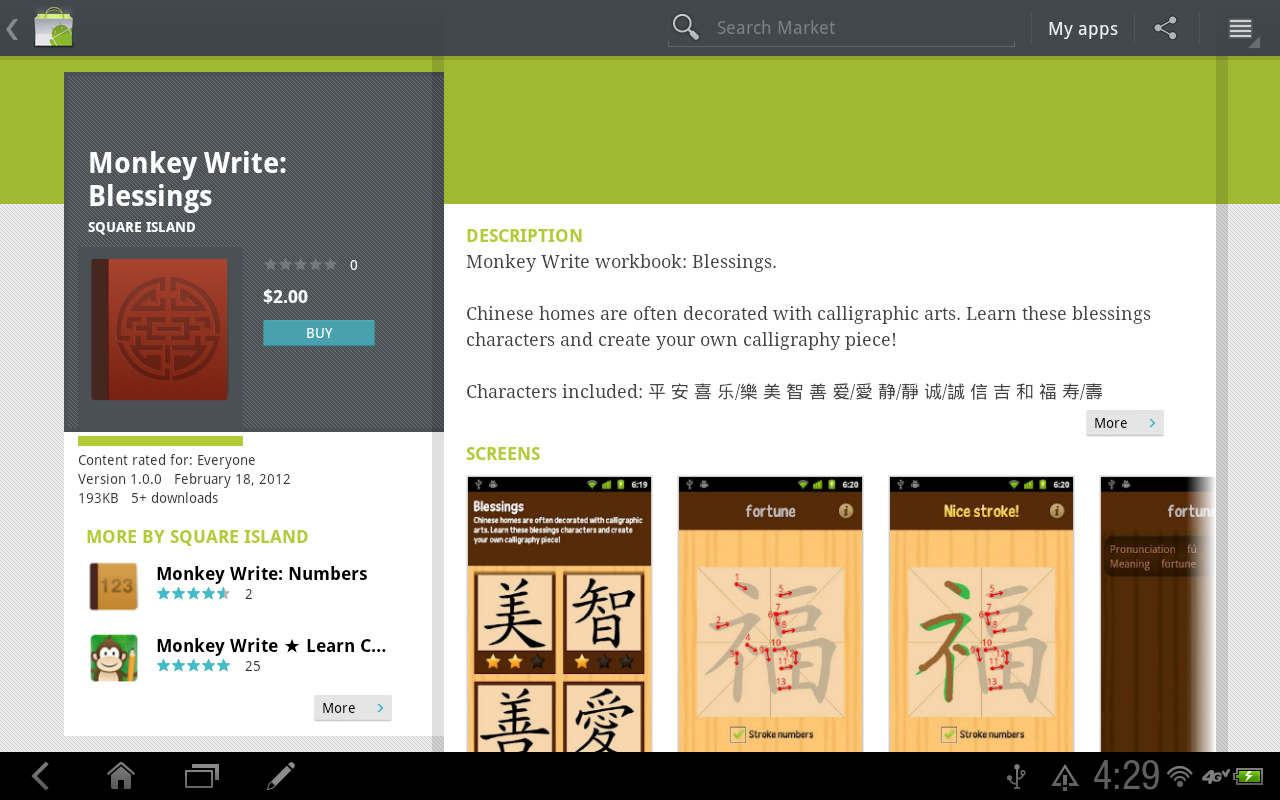 Search Market
My apps
Monkey Write:
Blessings
SQUARE ISLAND
0
$2.00
BUY
Content rated for: Everyone
Version 1.0.0 February 18, 2012
193KB 5+ downloads
MORE BY SQUARE ISLAND
123
Monkey Write: Numbers
2
Monkey Write ★ Learn C...
25
More
DESCRIPTION
Monkey Write workbook: Blessings.
Chinese homes are often decorated with calligraphic arts. Learn these blessings
characters and create your own calligraphy piece!
Characters included: 平 安 喜 乐/樂 美 智 善 爱/愛 静/靜 诚/誠 信 吉 和 福 寿/壽
More
SCREENS
6:19
Blessings
Chinese homes are often decorated with calligraphic
arts. Learn these blessings characters and create your
own calligraphy piece!
美 智
善 愛
6:20
fortune
福
Stroke numbers
6:20
Nice stroke!
福
Stroke numbers
fortune
Pronunciation fú
Meaning fortune
4:29
4G